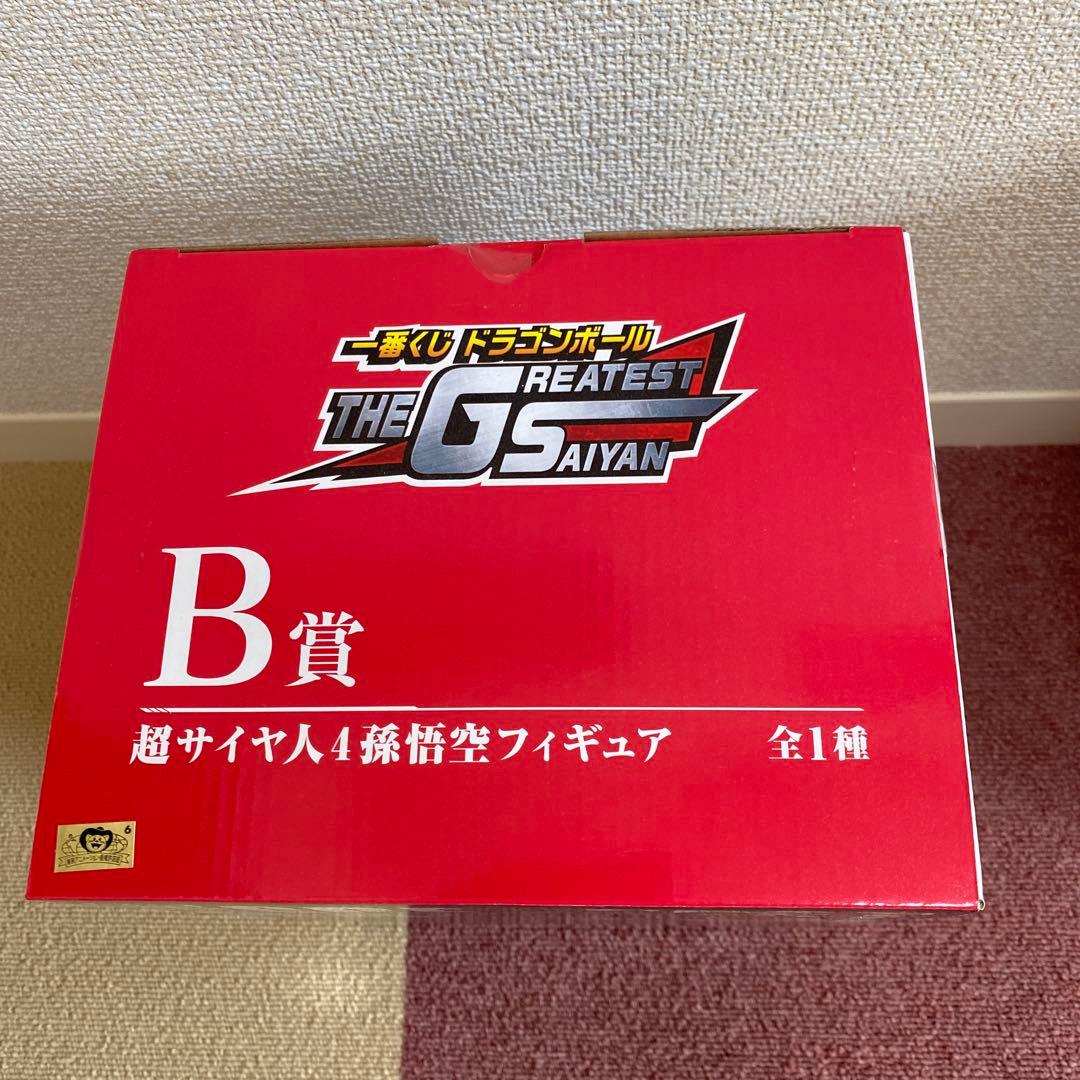 一番くじ ドラゴンボール
THE GREATEST SAIYAN
B賞
超サイヤ人4孫悟空フィギュア 全1種
6